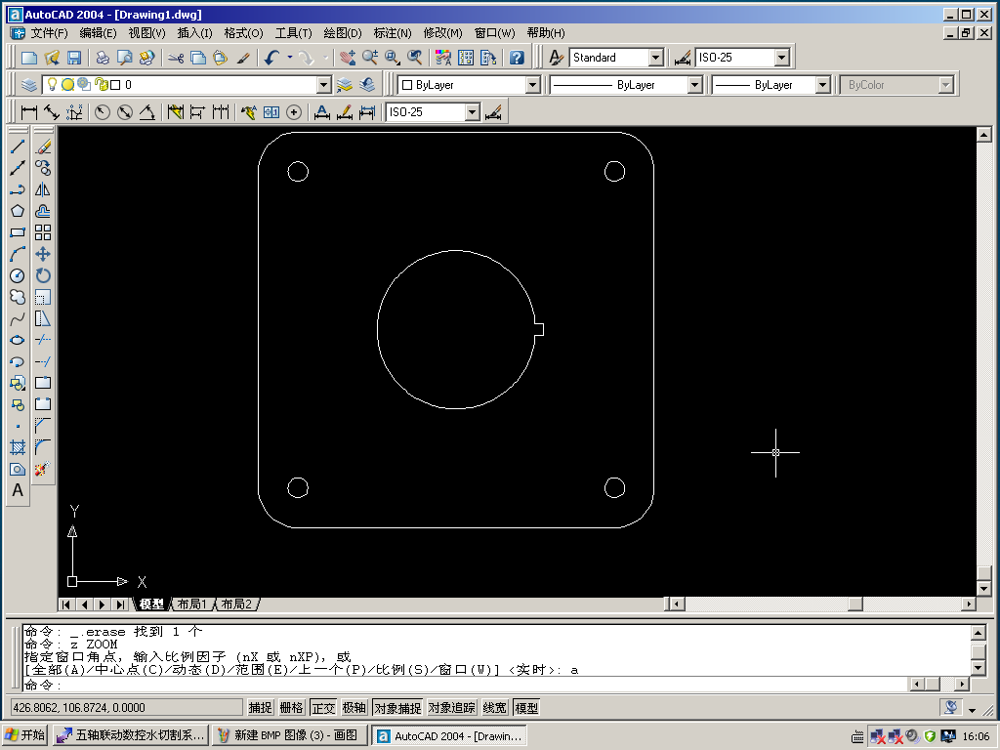 AutoCAD 2004 - [Drawing1.dwg]
文件(F) 编辑(E) 视图(V) 插入(I) 格式(O) 工具(T) 绘图(D) 标注(N) 修改(M) 窗口(W) 帮助(H)
Standard ISO-25
0 ByLayer ByLayer ByLayer ByColor
ISO-25
A
Y
X
模型 布局1 布局2
命令: _.erase 找到 1 个
命令: z ZOOM
指定窗口角点，输入比例因子 (nX 或 nXP)，或
[全部(A)/中心点(C)/动态(D)/范围(E)/上一个(P)/比例(S)/窗口(W)] <实时>: a
命令:
426.8062, 106.8724, 0.0000 捕捉 栅格 正交 极轴 对象捕捉 对象追踪 线宽 模型
开始 五轴联动数控水切割系... 新建 BMP 图像 (3) - 画图 AutoCAD 2004 - [Drawin... 16:06